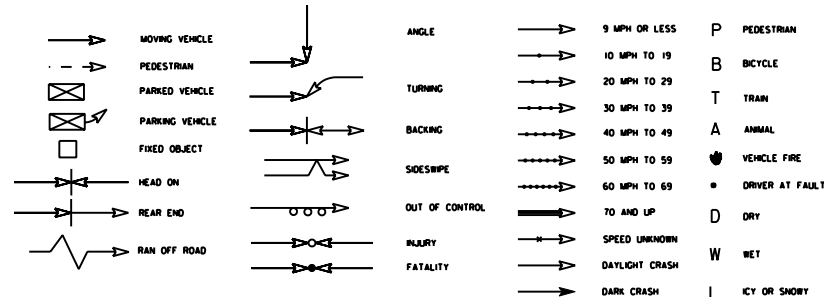 MOVING VEHICLE
PEDESTRIAN
PARKED VEHICLE
PARKING VEHICLE
FIXED OBJECT
HEAD ON
REAR END
RAN OFF ROAD
ANGLE
TURNING
BACKING
SIDESWIPE
OUT OF CONTROL
INJURY
FATALITY
9 MPH OR LESS
10 MPH TO 19
20 MPH TO 29
30 MPH TO 39
40 MPH TO 49
50 MPH TO 59
60 MPH TO 69
70 AND UP
SPEED UNKNOWN
DAYLIGHT CRASH
DARK CRASH
P PEDESTRIAN
B BICYCLE
T TRAIN
A ANIMAL
VEHICLE FIRE
DRIVER AT FAULT
D DRY
W WET
I ICY OR SNOWY